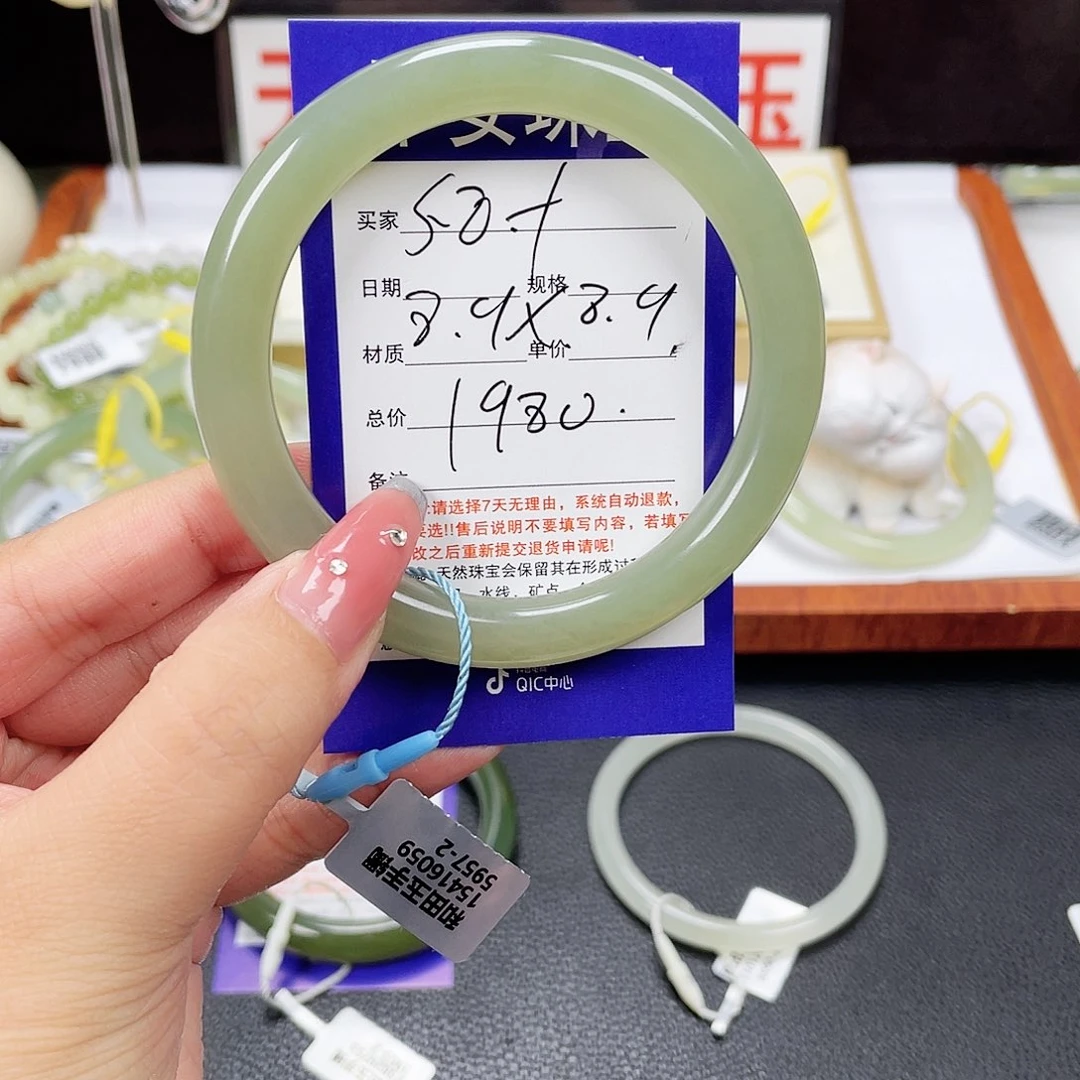 玉
买家 50.+
日期 规格
8.9x8.9
材质 单价
总价 1980.
备注
请选择7天无理由，系统自动退款，
选!!售后说明不要填写内容，若填写
改之后重新提交退货申请呢!
天然珠宝会保留其在形成过
水线、矿点
QIC中心
和田玉手镯
15416059
5957-2